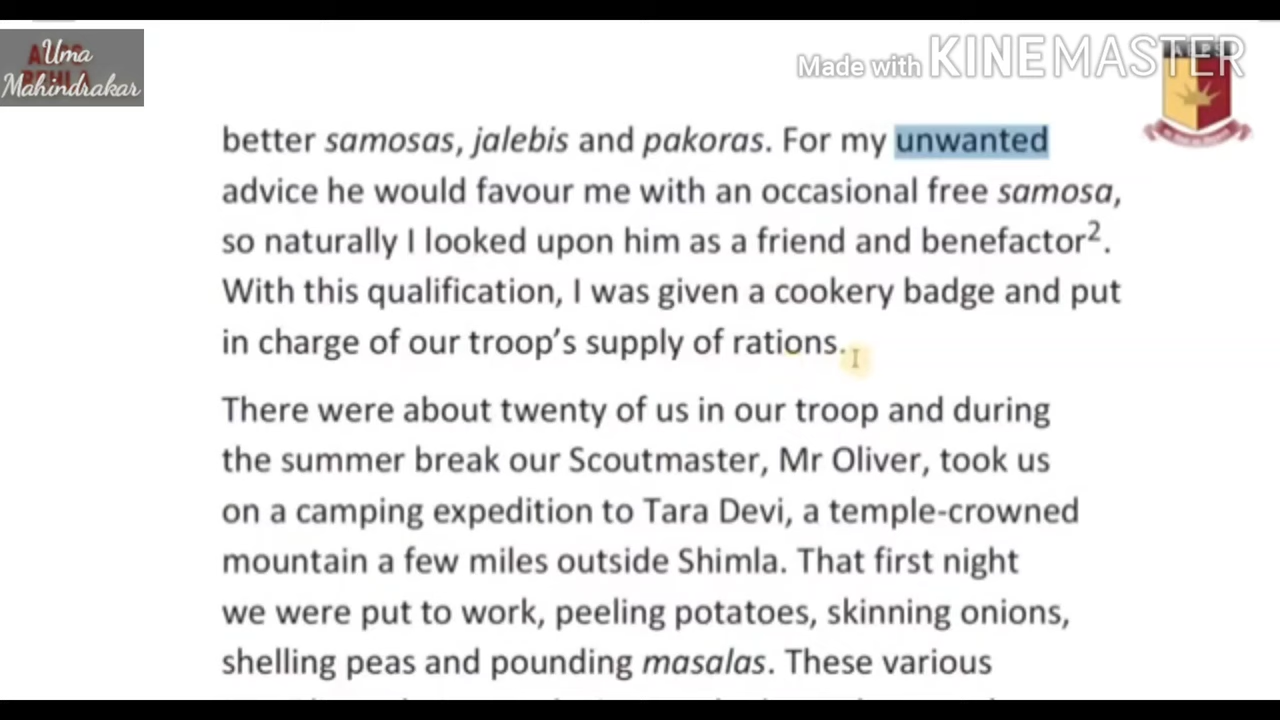 Uma
Mahindrakar
Made with KINEMASTER
better samosas, jalebis and pakoras. For my unwanted
advice he would favour me with an occasional free samosa,
so naturally I looked upon him as a friend and benefactor².
With this qualification, I was given a cookery badge and put
in charge of our troop's supply of rations.
There were about twenty of us in our troop and during
the summer break our Scoutmaster, Mr Oliver, took us
on a camping expedition to Tara Devi, a temple-crowned
mountain a few miles outside Shimla. That first night
we were put to work, peeling potatoes, skinning onions,
shelling peas and pounding masalas. These various